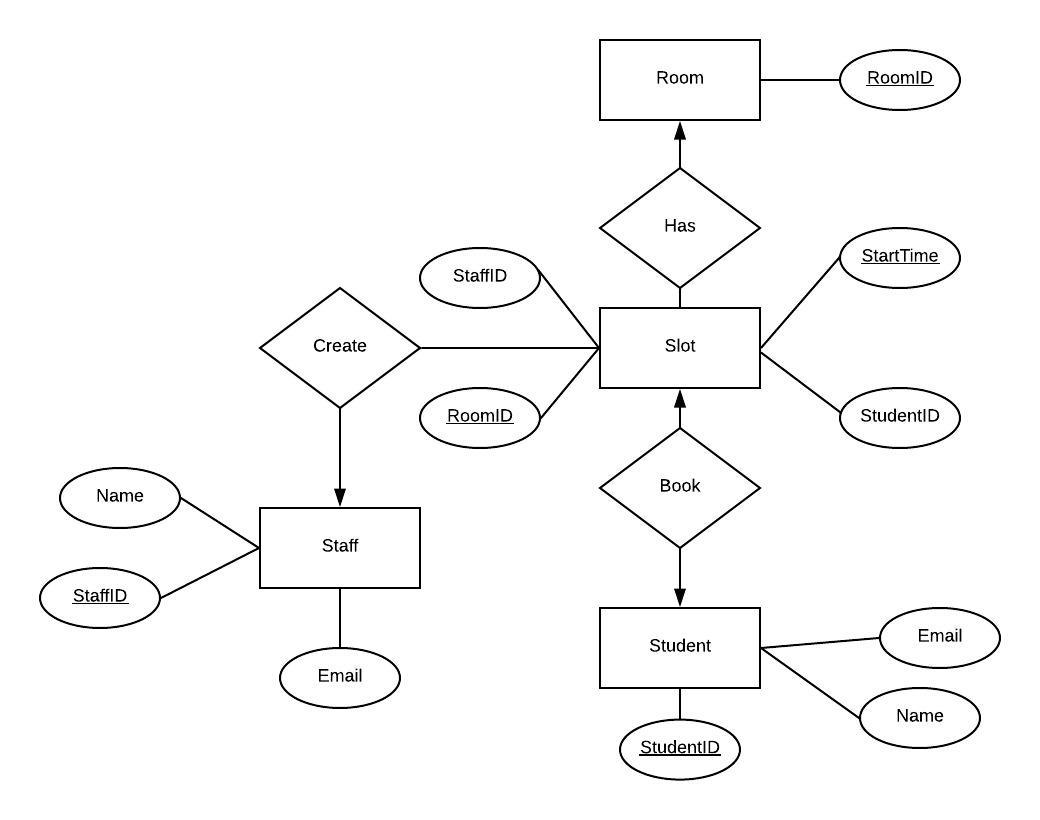 Room
RoomID
Has
StaffID
StartTime
Create
Slot
RoomID
StudentID
Name
Book
Staff
StaffID
Student
Email
Email
Name
StudentID